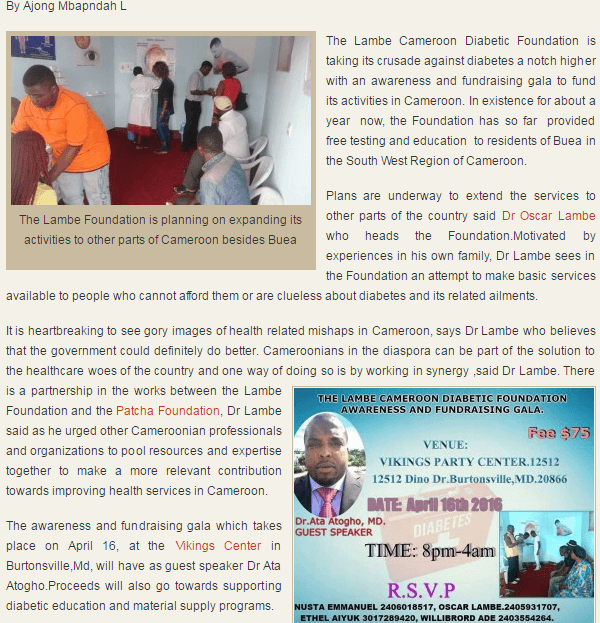 By Ajong Mbapndah L
The Lambe Cameroon Diabetic Foundation is
taking its crusade against diabetes a notch higher
with an awareness and fundraising gala to fund
its activities in Cameroon. In existence for about a
year now, the Foundation has so far provided
free testing and education to residents of Buea in
the South West Region of Cameroon.
The Lambe Foundation is planning on expanding its
activities to other parts of Cameroon besides Buea
Plans are underway to extend the services to
other parts of the country said Dr Oscar Lambe
who heads the Foundation.Motivated by
experiences in his own family, Dr Lambe sees in
the Foundation an attempt to make basic services
available to people who cannot afford them or are clueless about diabetes and its related ailments.
It is heartbreaking to see gory images of health related mishaps in Cameroon, says Dr Lambe who believes
that the government could definitely do better. Cameroonians in the diaspora can be part of the solution to
the healthcare woes of the country and one way of doing so is by working in synergy ,said Dr Lambe. There
is a partnership in the works between the Lambe
Foundation and the Patcha Foundation, Dr Lambe
said as he urged other Cameroonian professionals
and organizations to pool resources and expertise
together to make a more relevant contribution
towards improving health services in Cameroon.
The awareness and fundraising gala which takes
place on April 16, at the Vikings Center in
Burtonsville,Md, will have as guest speaker Dr Ata
Atogho.Proceeds will also go towards supporting
diabetic education and material supply programs.
THE LAMBE CAMEROON DIABETIC FOUNDATION
AWARENESS AND FUNDRAISING GALA.
Fee $75
VENUE:
VIKINGS PARTY CENTER.12512
12512 Dino Dr.Burtonsville,MD.20866
DATE: April 16th 2016
DIABETES
Dr.Ata Atogho, MD.
GUEST SPEAKER
TIME: 8pm-4am
R.S.V.P
NUSTA EMMANUEL 2406018517, OSCAR LAMBE.2405931707,
ETHEL AIYUK 3017289420, WILLIBRORD ADE 2403554264.